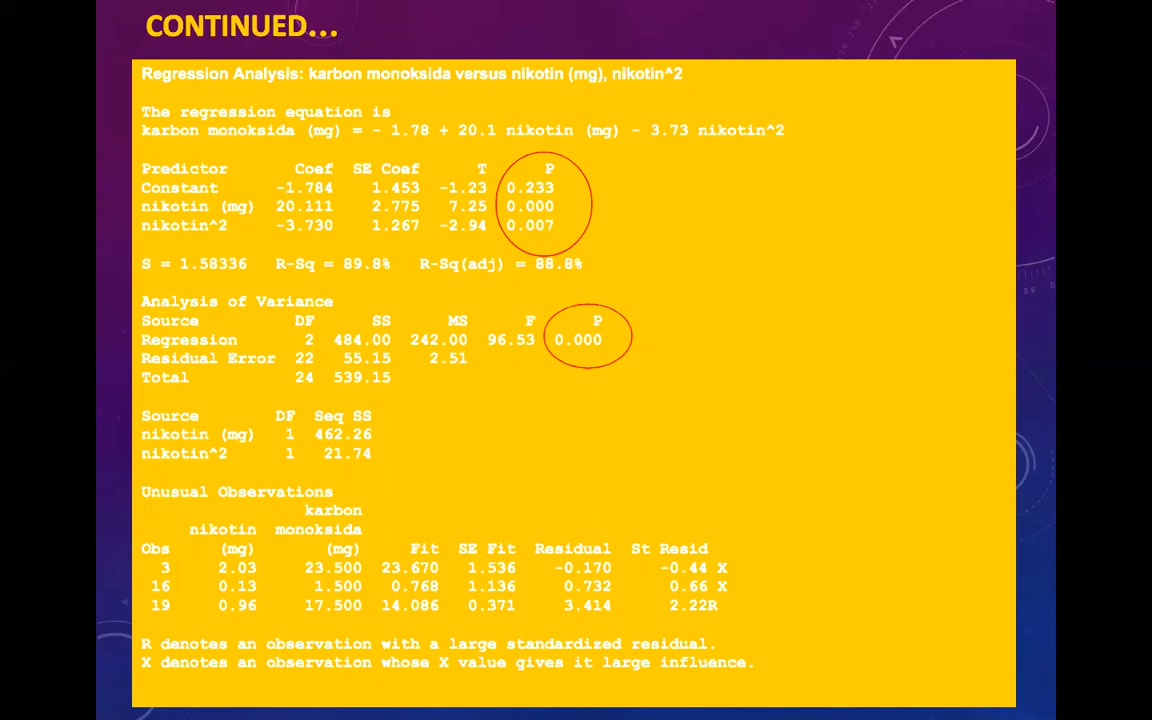 CONTINUED...
Regression Analysis: karbon monoksida versus nikotin (mg), nikotin^2
The regression equation is
karbon monoksida (mg) = - 1.78 + 20.1 nikotin (mg) - 3.73 nikotin^2
Predictor Coef SE Coef T P
Constant -1.784 1.453 -1.23 0.233
nikotin (mg) 20.111 2.775 7.25 0.000
nikotin^2 -3.730 1.267 -2.94 0.007
S = 1.58336 R-Sq = 89.8% R-Sq(adj) = 88.8%
Analysis of Variance
Source DF SS MS F P
Regression 2 484.00 242.00 96.53 0.000
Residual Error 22 55.15 2.51
Total 24 539.15
Source DF Seq SS
nikotin (mg) 1 462.26
nikotin^2 1 21.74
Unusual Observations
karbon
nikotin monoksida
Obs (mg) (mg) Fit SE Fit Residual St Resid
3 2.03 23.500 23.670 1.536 -0.170 -0.44 X
16 0.13 1.500 0.768 1.136 0.732 0.66 X
19 0.96 17.500 14.086 0.371 3.414 2.22R
R denotes an observation with a large standardized residual.
X denotes an observation whose X value gives it large influence.